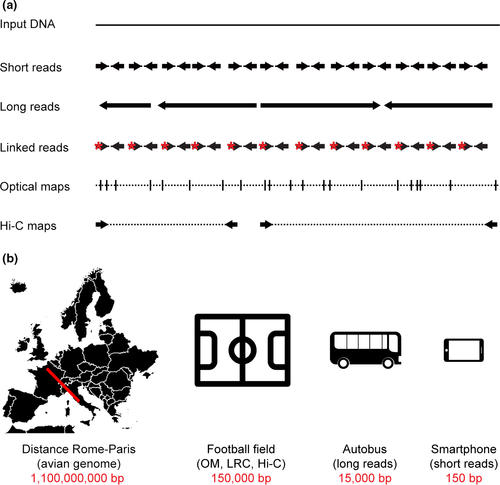 (a)
Input DNA
Short reads
Long reads
Linked reads
Optical maps
Hi-C maps
(b)
Distance Rome-Paris
(avian genome)
1,100,000,000 bp
Football field
(OM, LRC, Hi-C)
150,000 bp
Autobus
(long reads)
15,000 bp
Smartphone
(short reads)
150 bp